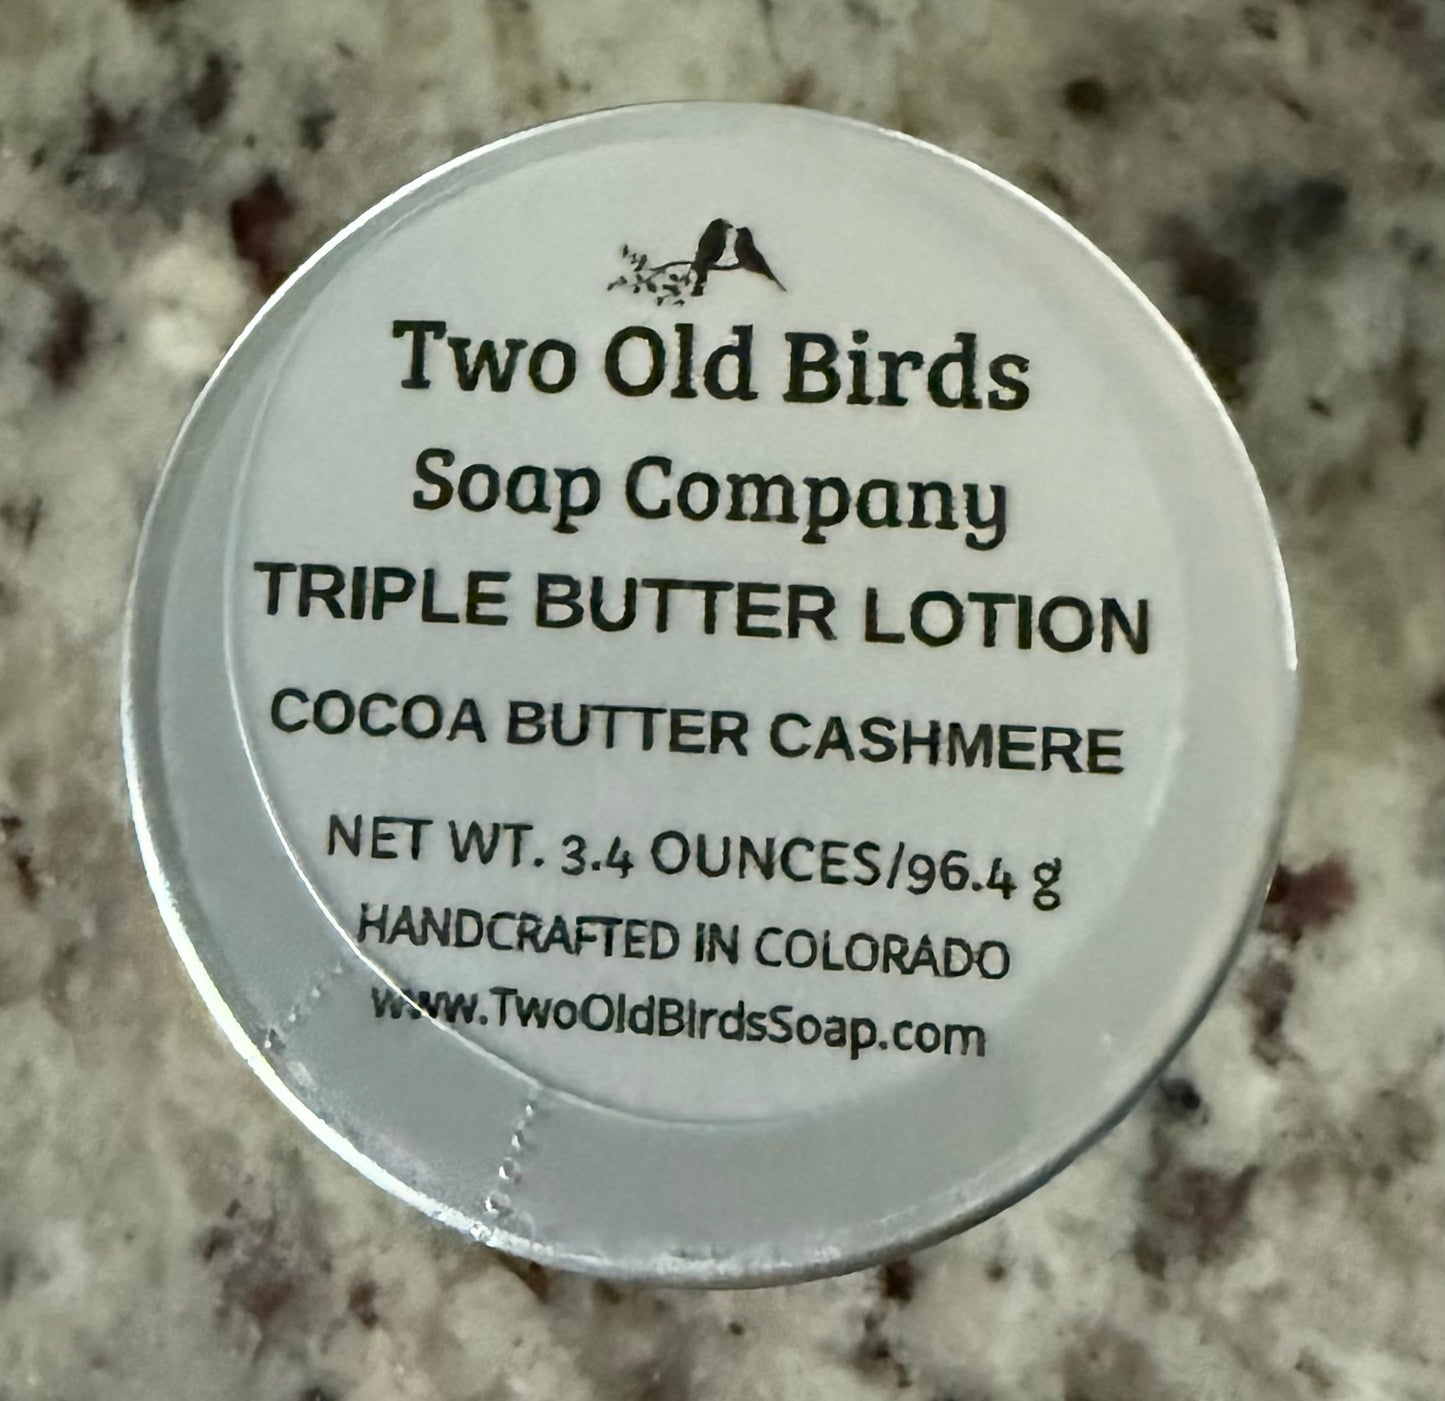 Two Old Birds
Soap Company
TRIPLE BUTTER LOTION
COCOA BUTTER CASHMERE
NET WT. 3.4 OUNCES/96.4 g
HANDCRAFTED IN COLORADO
www.TwoOldBirdsSoap.com